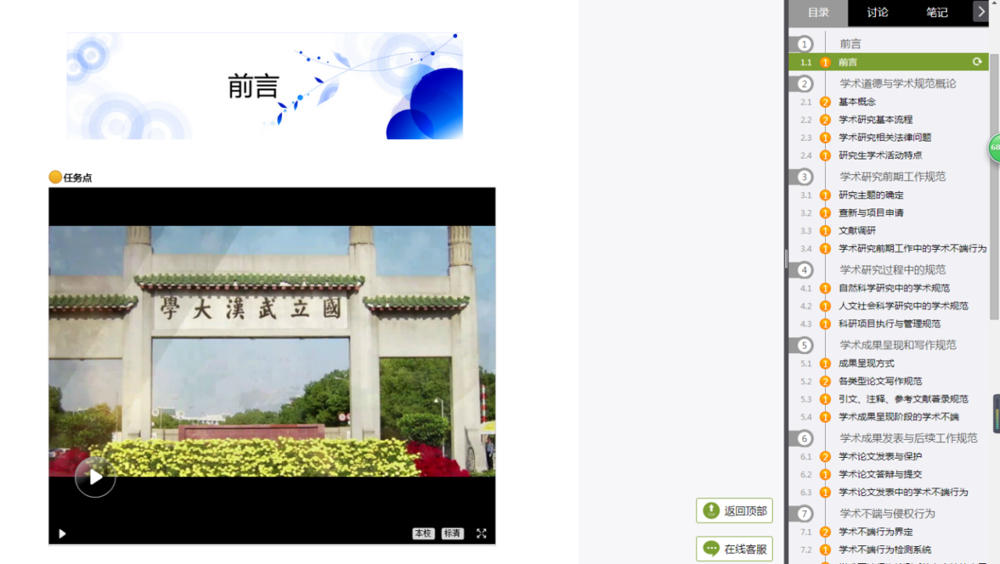 前言
任务点
學大漢武立國
本校
标清
返回顶部
在线客服
目录
讨论
笔记
1 前言
1.1 1 前言
2 学术道德与学术规范概论
2.1 2 基本概念
2.2 2 学术研究基本流程
2.3 1 学术研究相关法律问题
2.4 1 研究生学术活动特点
3 学术研究前期工作规范
3.1 1 研究主题的确定
3.2 1 查新与项目申请
3.3 1 文献调研
3.4 1 学术研究前期工作中的学术不端行为
4 学术研究过程中的规范
4.1 1 自然科学研究中的学术规范
4.2 1 人文社会科学研究中的学术规范
4.3 1 科研项目执行与管理规范
5 学术成果呈现和写作规范
5.1 1 成果呈现方式
5.2 2 各类型论文写作规范
5.3 1 引文、注释、参考文献著录规范
5.4 1 学术成果呈现阶段的学术不端
6 学术成果发表与后续工作规范
6.1 2 学术论文发表与保护
6.2 1 学术论文答辩与提交
6.3 1 学术论文发表中的学术不端行为
7 学术不端与侵权行为
7.1 2 学术不端行为界定
7.2 1 学术不端行为检测系统
68